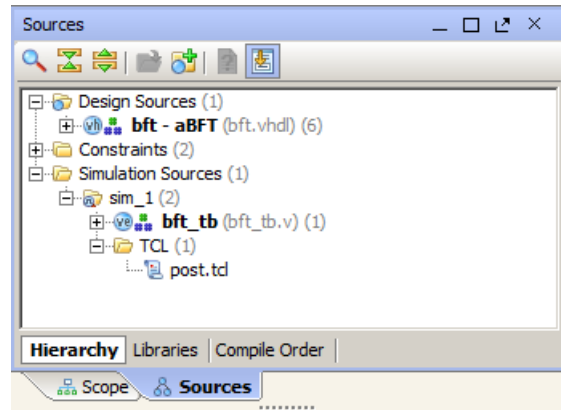 Sources
Design Sources (1)
bft - aBFT (bft.vhdl) (6)
Constraints (2)
Simulation Sources (1)
sim_1 (2)
bft_tb (bft_tb.v) (1)
TCL (1)
post.tcl
Hierarchy Libraries Compile Order
Scope Sources